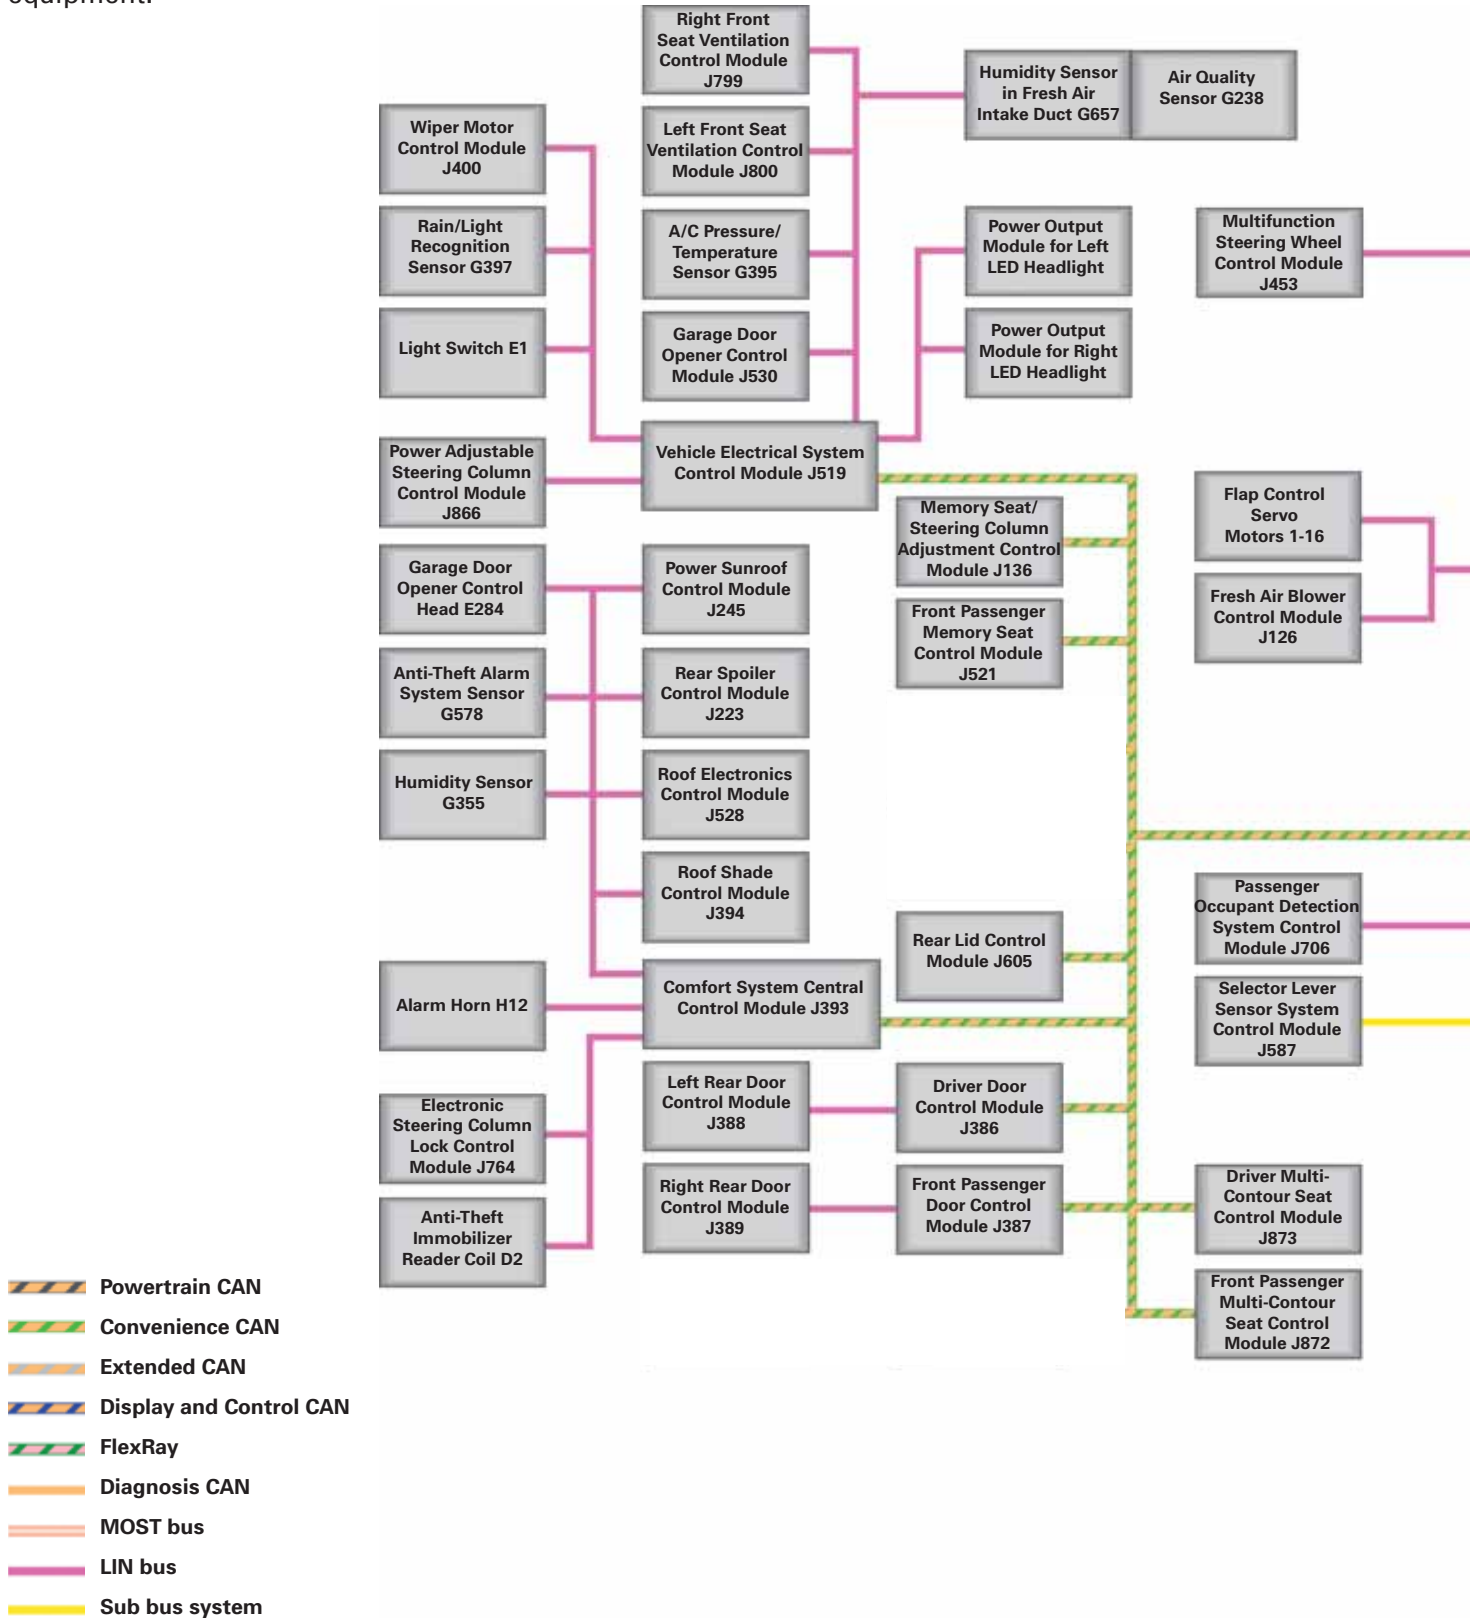 equipment.
Right Front
Seat Ventilation
Control Module
J799
Humidity Sensor
in Fresh Air
Intake Duct G657
Air Quality
Sensor G238
Wiper Motor
Control Module
J400
Left Front Seat
Ventilation Control
Module J800
Rain/Light
Recognition
Sensor G397
A/C Pressure/
Temperature
Sensor G395
Power Output
Module for Left
LED Headlight
Multifunction
Steering Wheel
Control Module
J453
Light Switch E1
Garage Door
Opener Control
Module J530
Power Output
Module for Right
LED Headlight
Power Adjustable
Steering Column
Control Module
J866
Vehicle Electrical System
Control Module J519
Memory Seat/
Steering Column
Adjustment Control
Module J136
Flap Control
Servo
Motors 1-16
Garage Door
Opener Control
Head E284
Power Sunroof
Control Module
J245
Front Passenger
Memory Seat
Control Module
J521
Fresh Air Blower
Control Module
J126
Anti-Theft Alarm
System Sensor
G578
Rear Spoiler
Control Module
J223
Humidity Sensor
G355
Roof Electronics
Control Module
J528
Roof Shade
Control Module
J394
Rear Lid Control
Module J605
Passenger
Occupant Detection
System Control
Module J706
Alarm Horn H12
Comfort System Central
Control Module J393
Selector Lever
Sensor System
Control Module
J587
Electronic
Steering Column
Lock Control
Module J764
Left Rear Door
Control Module
J388
Driver Door
Control Module
J386
Anti-Theft
Immobilizer
Reader Coil D2
Right Rear Door
Control Module
J389
Front Passenger
Door Control
Module J387
Driver Multi-
Contour Seat
Control Module
J873
Front Passenger
Multi-Contour
Seat Control
Module J872
Powertrain CAN
Convenience CAN
Extended CAN
Display and Control CAN
FlexRay
Diagnosis CAN
MOST bus
LIN bus
Sub bus system